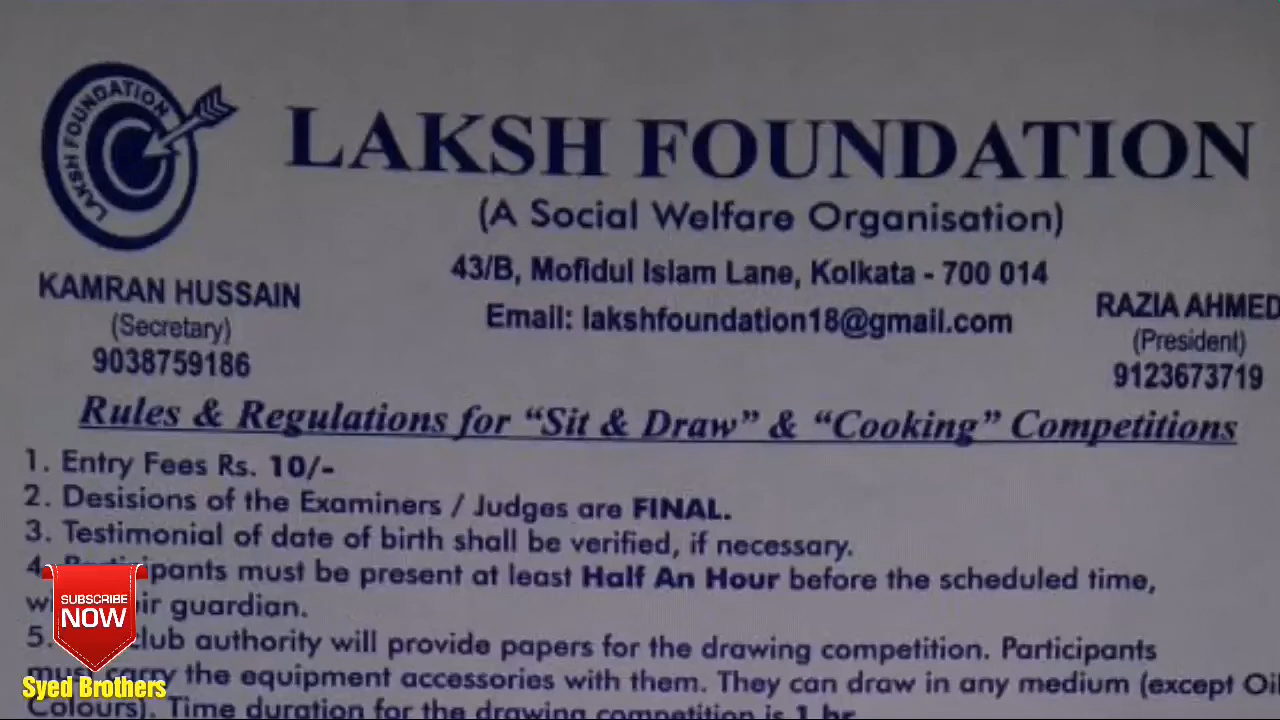 LAKSH FOUNDATION
LAKSH FOUNDATION
(A Social Welfare Organisation)
43/B, Mofidul Islam Lane, Kolkata - 700 014
Email: lakshfoundation18@gmail.com
KAMRAN HUSSAIN
(Secretary)
9038759186
RAZIA AHMED
(President)
9123673719
Rules & Regulations for “Sit & Draw” & “Cooking” Competitions
1. Entry Fees Rs. 10/-
2. Desisions of the Examiners / Judges are FINAL.
3. Testimonial of date of birth shall be verified, if necessary.
4. Participants must be present at least Half An Hour before the scheduled time,
guardian.
5. club authority will provide papers for the drawing competition. Participants
must carry the equipment accessories with them. They can draw in any medium (except Oil
Colours). Time duration for the drawing competition is 1 hr
SUBSCRIBE
NOW
Syed Brothers